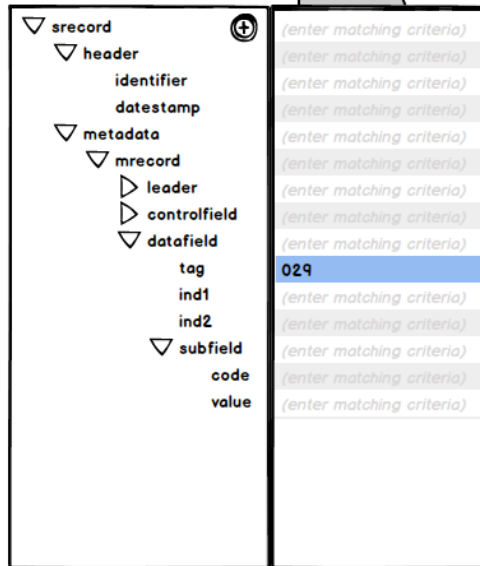 srecord (enter matching criteria)
header (enter matching criteria)
identifier (enter matching criteria)
datestamp (enter matching criteria)
metadata (enter matching criteria)
mrecord (enter matching criteria)
leader (enter matching criteria)
controlfield (enter matching criteria)
datafield (enter matching criteria)
tag 029
ind1 (enter matching criteria)
ind2 (enter matching criteria)
subfield (enter matching criteria)
code (enter matching criteria)
value (enter matching criteria)